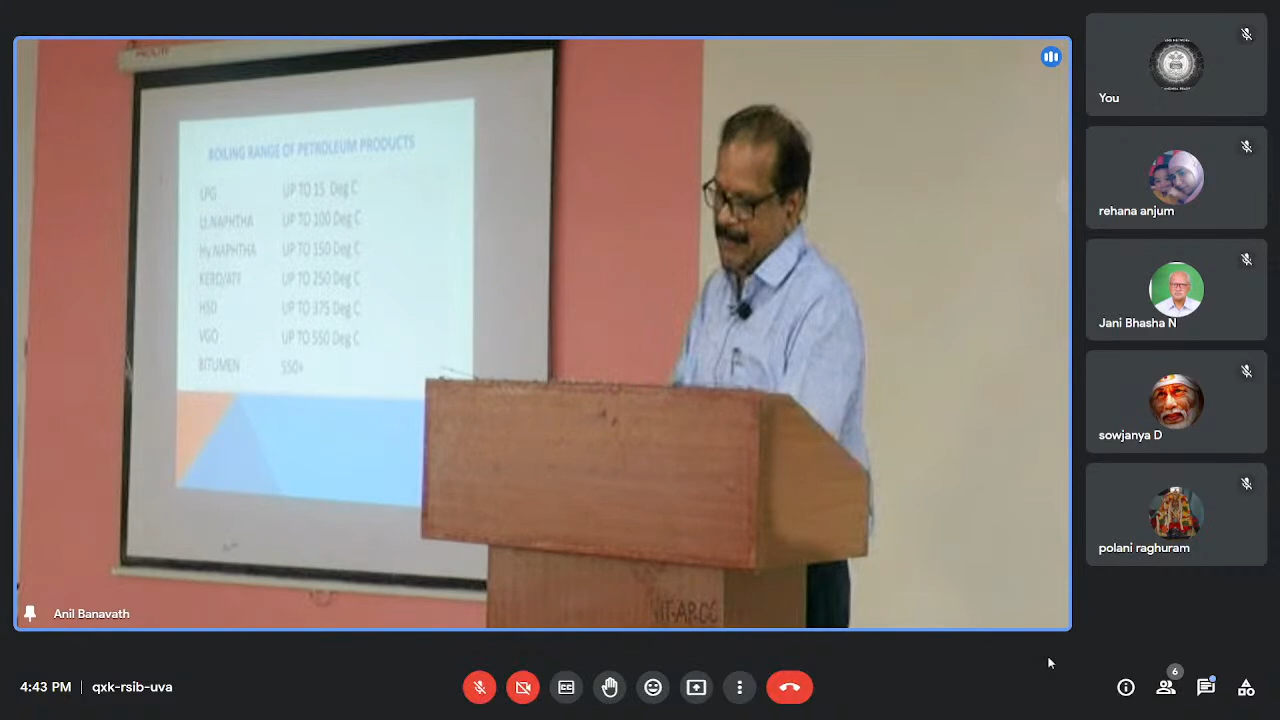 BOILING RANGE OF PETROLEUM PRODUCTS
LPG UP TO 15 Deg C
Lt.NAPHTHA UP TO 100 Deg C
Hy.NAPHTHA UP TO 150 Deg C
KERO/ATF UP TO 250 Deg C
HSD UP TO 375 Deg C
VGO UP TO 550 Deg C
BITUMEN 550+
Anil Banavath
You
rehana anjum
Jani Bhasha N
sowjanya D
polani raghuram
4:43 PM | qxk-rsib-uva
CC
6